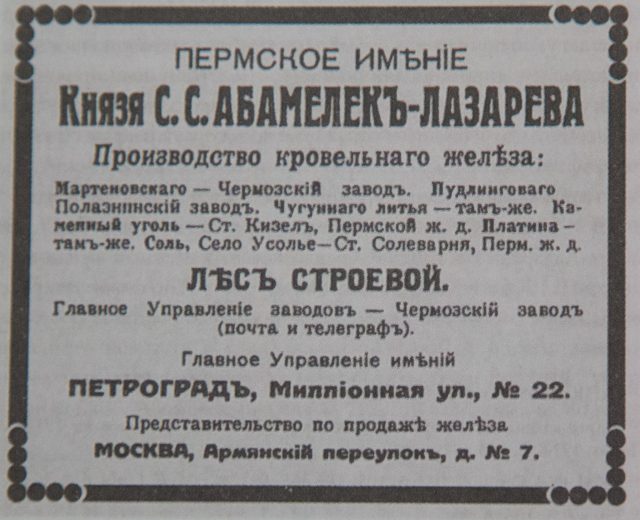 ПЕРМСКОЕ ИМѢНІЕ
Князя С. С. АБАМЕЛЕКЪ-ЛАЗАРЕВА
Производство кровельнаго желѣза:
Мартеновскаго — Чермозскій заводъ. Пудлинговаго
Полазнинскій заводъ. Чугуннаго литья — тамъ-же. Ка-
менный уголь — Ст. Кизел, Пермской ж. д. Платина —
тамъ-же. Соль, Село Усолье — Ст. Солеварня, Перм. ж. д.
ЛѢСЪ СТРОЕВОЙ.
Главное Управленіе заводовъ — Чермозскій заводъ
(почта и телеграфъ).
Главное Управленіе имѣній
ПЕТРОГРАДЪ, Милліонная ул., № 22.
Представительство по продажѣ желѣза
МОСКВА, Армянскій переулокъ, д. № 7.